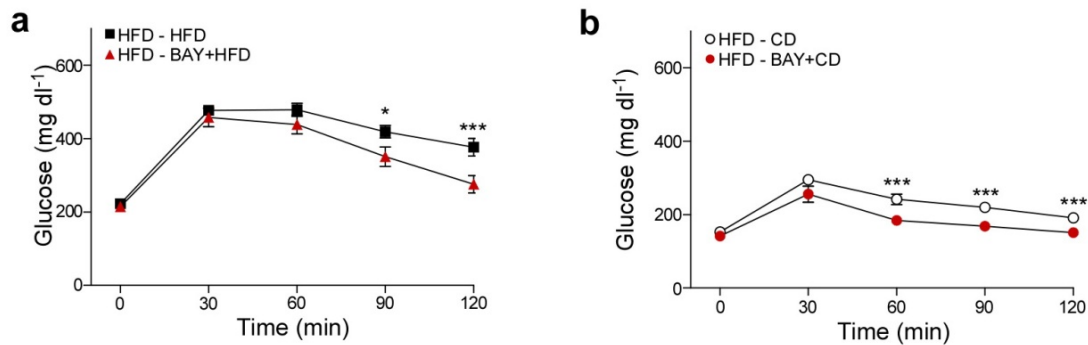 a
HFD - HFD
HFD - BAY+HFD
Glucose (mg dl-1)
600
400
200
0
*
***
0 30 60 90 120
Time (min)
b
HFD - CD
HFD - BAY+CD
Glucose (mg dl-1)
600
400
200
0
*** *** ***
0 30 60 90 120
Time (min)